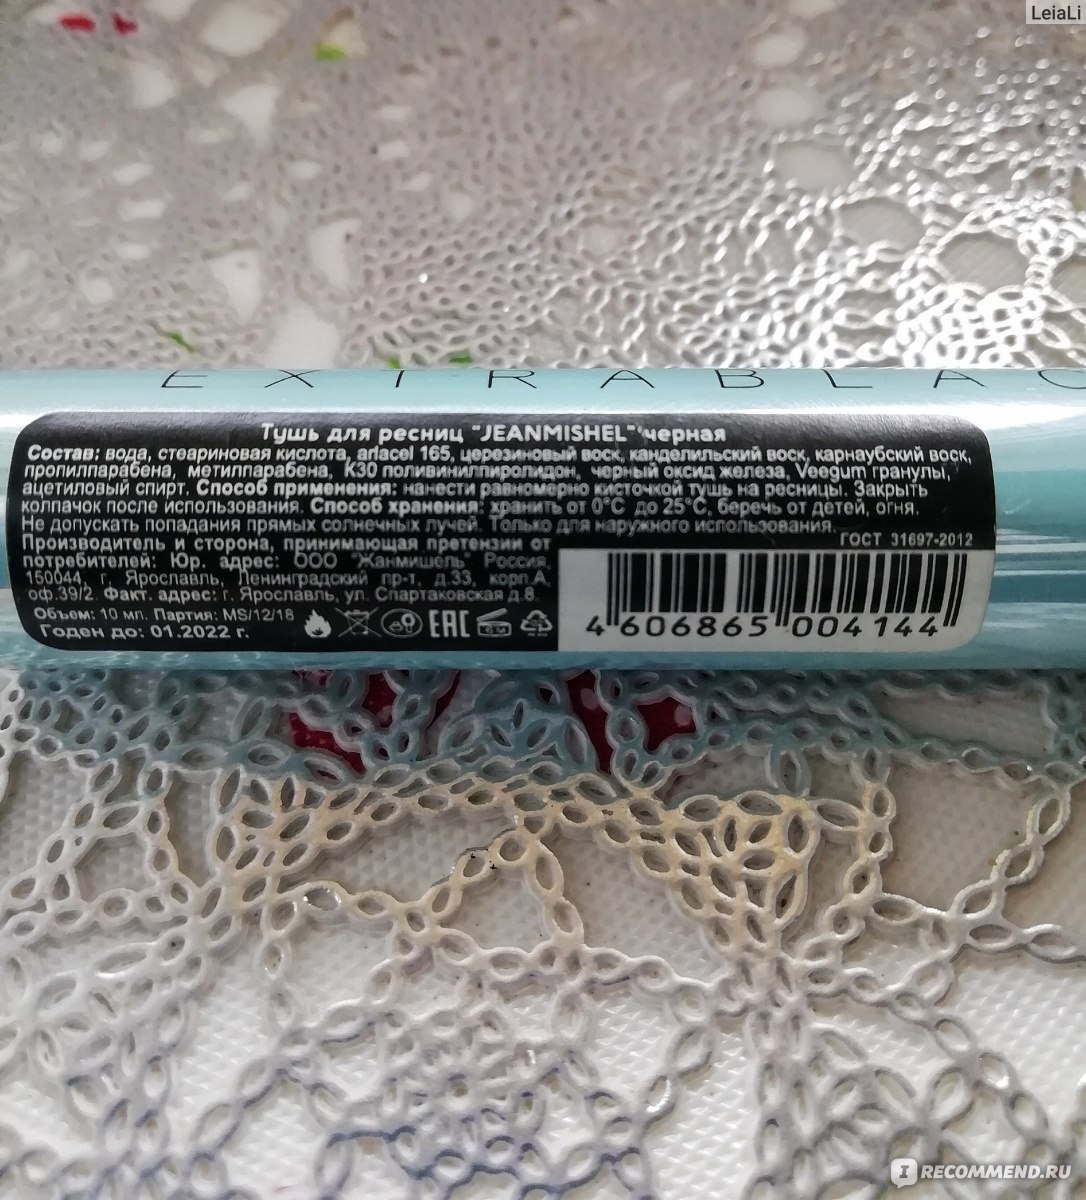 LeiaLi
EXTRABLAC
Тушь для ресниц "JEANMISHEL" черная
Состав: вода, стеариновая кислота, arlacel 165, церезиновый воск, канделильский воск, карнаубский воск,
пропилпарабена, метилпарабена, k30 поливинилпиролидон, черный оксид железа, Veegum гранулы,
ацетиловый спирт. Способ применения: нанести равномерно кисточкой тушь на ресницы. Закрыть
колпачок после использования. Способ хранения: хранить от 0°С до 25°С, беречь от детей, огня.
Не допускать попадания прямых солнечных лучей. Только для наружного использования.
ГОСТ 31697-2012
Производитель и сторона, принимающая претензии от
потребителей: Юр. адрес: ООО "Жанмишель" Россия,
150044, г. Ярославль, Ленинградский пр-т, д.33, корп.А,
оф.39/2. Факт. адрес: г. Ярославль, ул. Спартаковская д.8.
Объем: 10 мл. Партия: MS/12/18
Годен до: 01.2022 г.
EAC
4 606865 004144
IRECOMMEND.RU